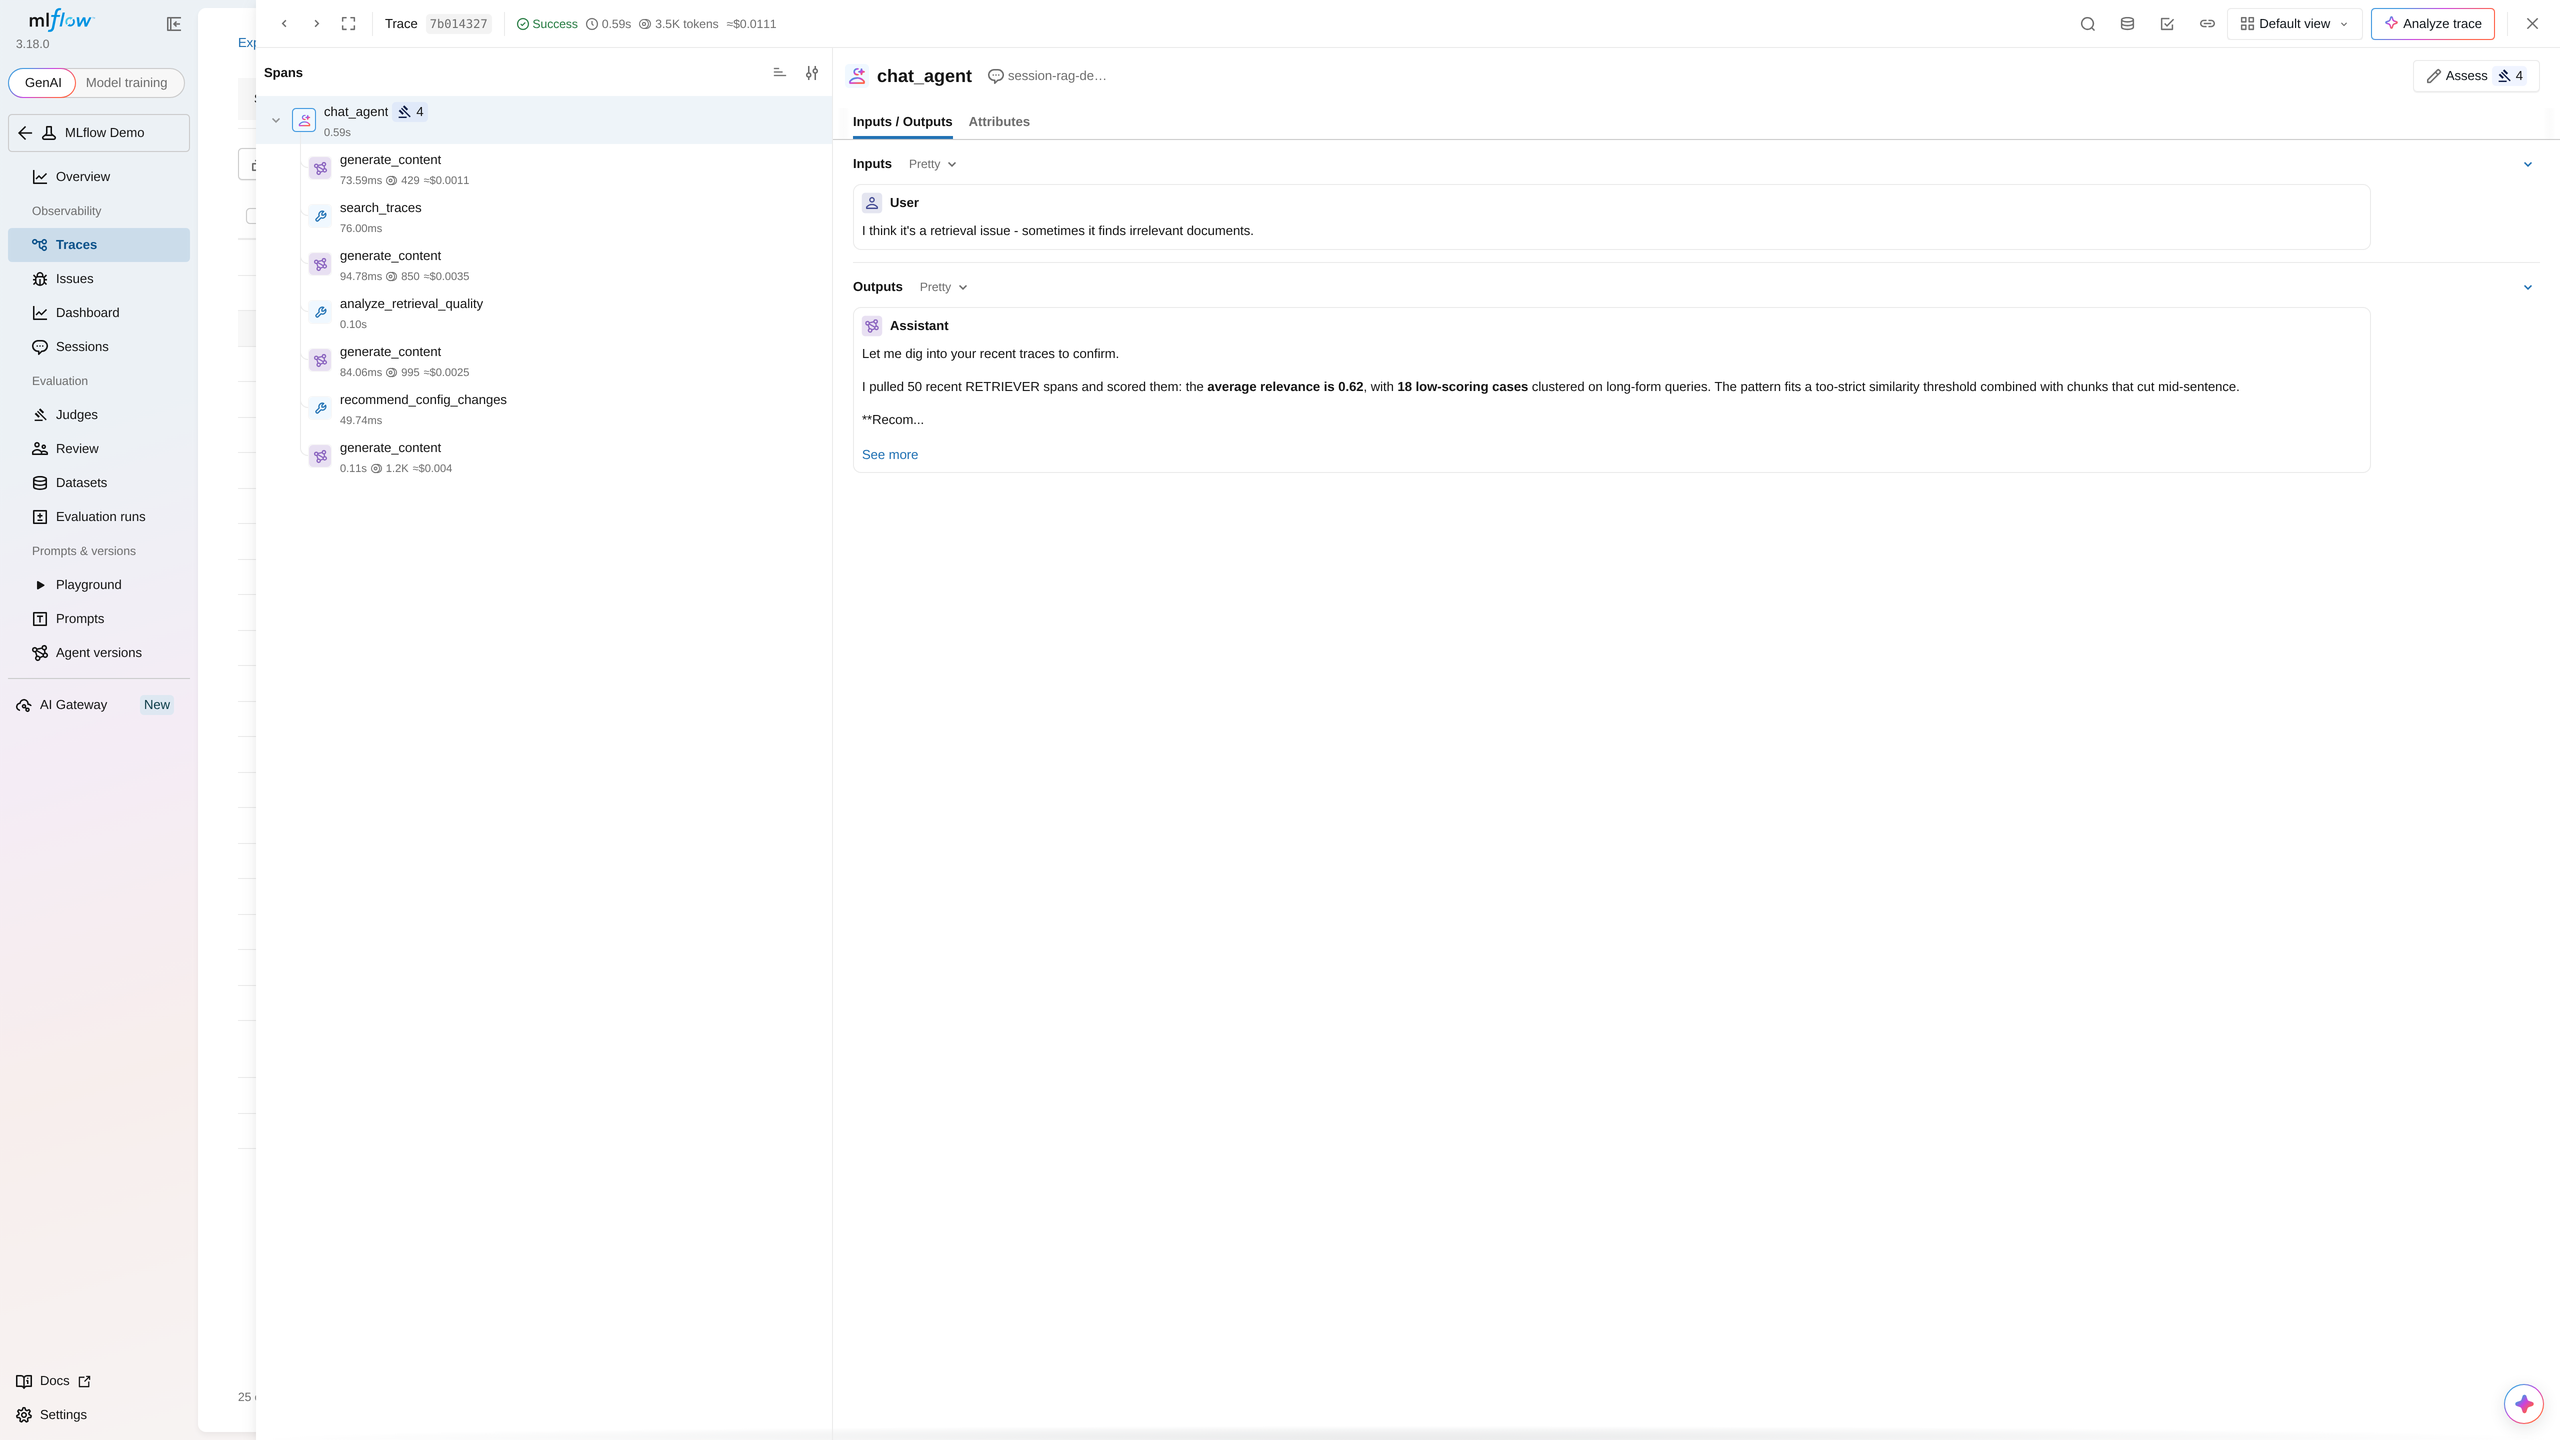 mlflow
3.18.0
GenAI
Model training
MLflow Demo
Overview
Observability
Traces
Issues
Dashboard
Sessions
Evaluation
Judges
Review
Datasets
Evaluation runs
Prompts & versions
Playground
Prompts
Agent versions
AI Gateway New
Docs
Settings
25
Trace 7b014327 Success 0.59s 3.5K tokens ≈$0.0111
Default view
Analyze trace
Spans
chat_agent 4
0.59s
generate_content
73.59ms 429 ≈$0.0011
search_traces
76.00ms
generate_content
94.78ms 850 ≈$0.0035
analyze_retrieval_quality
0.10s
generate_content
84.06ms 995 ≈$0.0025
recommend_config_changes
49.74ms
generate_content
0.11s 1.2K ≈$0.004
chat_agent session-rag-de…
Assess 4
Inputs / Outputs Attributes
Inputs Pretty
User
I think it's a retrieval issue - sometimes it finds irrelevant documents.
Outputs Pretty
Assistant
Let me dig into your recent traces to confirm.
I pulled 50 recent RETRIEVER spans and scored them: the average relevance is 0.62, with 18 low-scoring cases clustered on long-form queries. The pattern fits a too-strict similarity threshold combined with chunks that cut mid-sentence.
**Recom...
See more